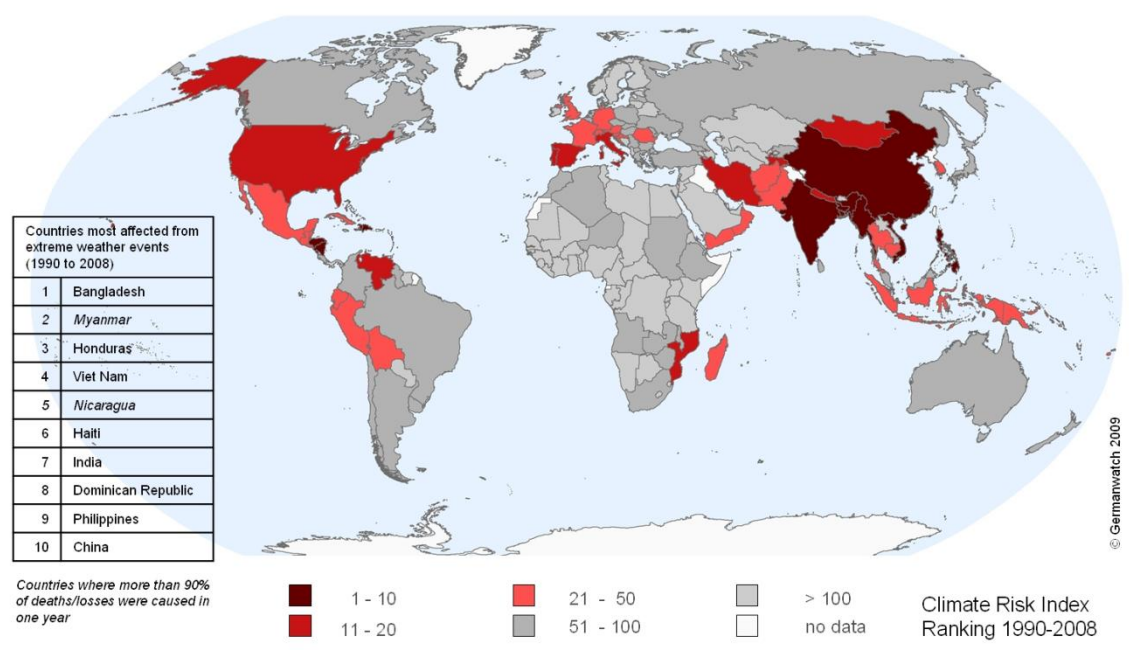 Countries most affected from
extreme weather events
(1990 to 2008)
1 Bangladesh
2 Myanmar
3 Honduras
4 Viet Nam
5 Nicaragua
6 Haiti
7 India
8 Dominican Republic
9 Philippines
10 China
Countries where more than 90%
of deaths/losses were caused in
one year
1 - 10
11 - 20
21 - 50
51 - 100
> 100
no data
Climate Risk Index
Ranking 1990-2008
© Germanwatch 2009